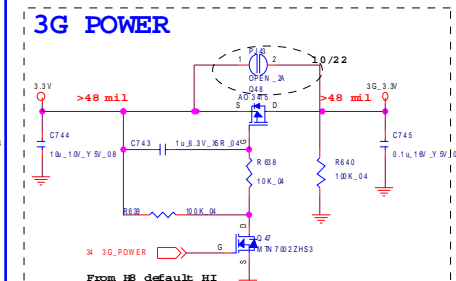 3G POWER
PJ43
1 2 10/22
OPEN_2A
3.3V Q48 3G_3.3V
>48 mil AO3415 >48 mil
S D
G
C744 C743 1u_6.3V_X5R_04 C745
10u_10V_Y5V_08 R638 R640 0.1u_16V_Y5V_0
10K_04 100K_04
R639 100K_04
D
Q47
34 3G_POWER G MTN7002ZHS3
S
From H8 default HI